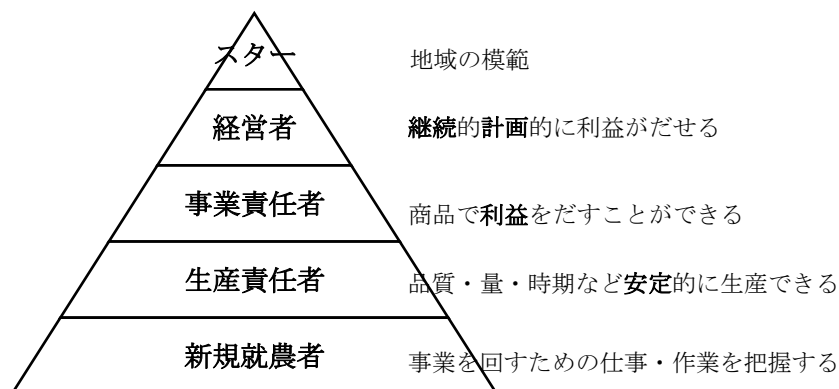 スター
地域の模範
経営者
継続的計画的に利益がだせる
事業責任者
商品で利益をだすことができる
生産責任者
品質・量・時期など安定的に生産できる
新規就農者
事業を回すための仕事・作業を把握する